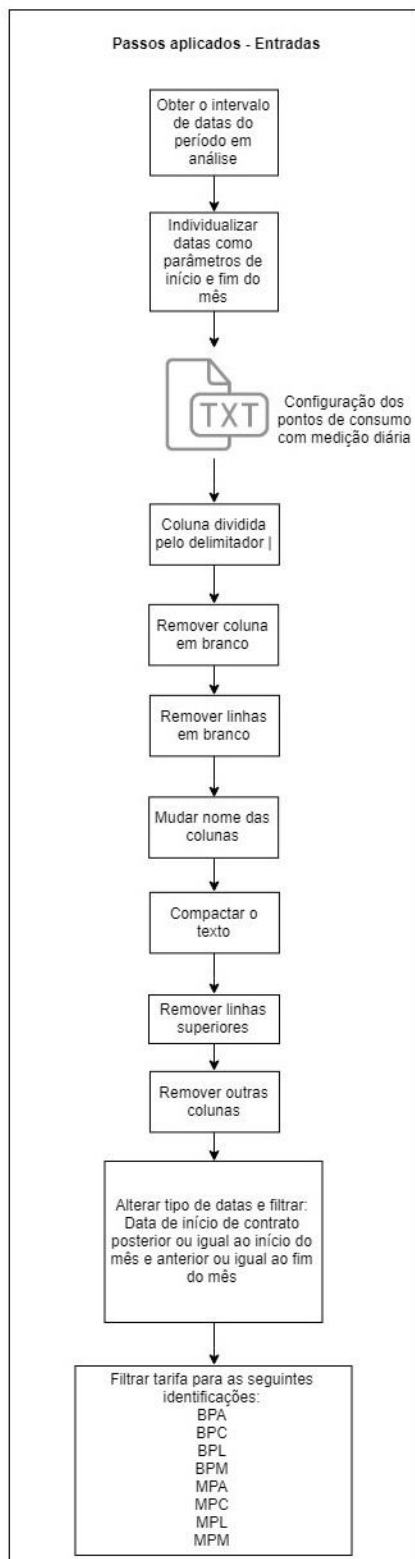 Passos aplicados - Entradas
Obter o intervalo
de datas do
período em
análise
Individualizar
datas como
parâmetros de
início e fim do
mês
TXT
Configuração dos
pontos de consumo
com medição diária
Coluna dividida
pelo delimitador |
Remover coluna
em branco
Remover linhas
em branco
Mudar nome das
colunas
Compactar o
texto
Remover linhas
superiores
Remover outras
colunas
Alterar tipo de datas e filtrar:
Data de início de contrato
posterior ou igual ao início do
mês e anterior ou igual ao fim
do mês
Filtrar tarifa para as seguintes
identificações:
BPA
BPC
BPL
BPM
MPA
MPC
MPL
MPM